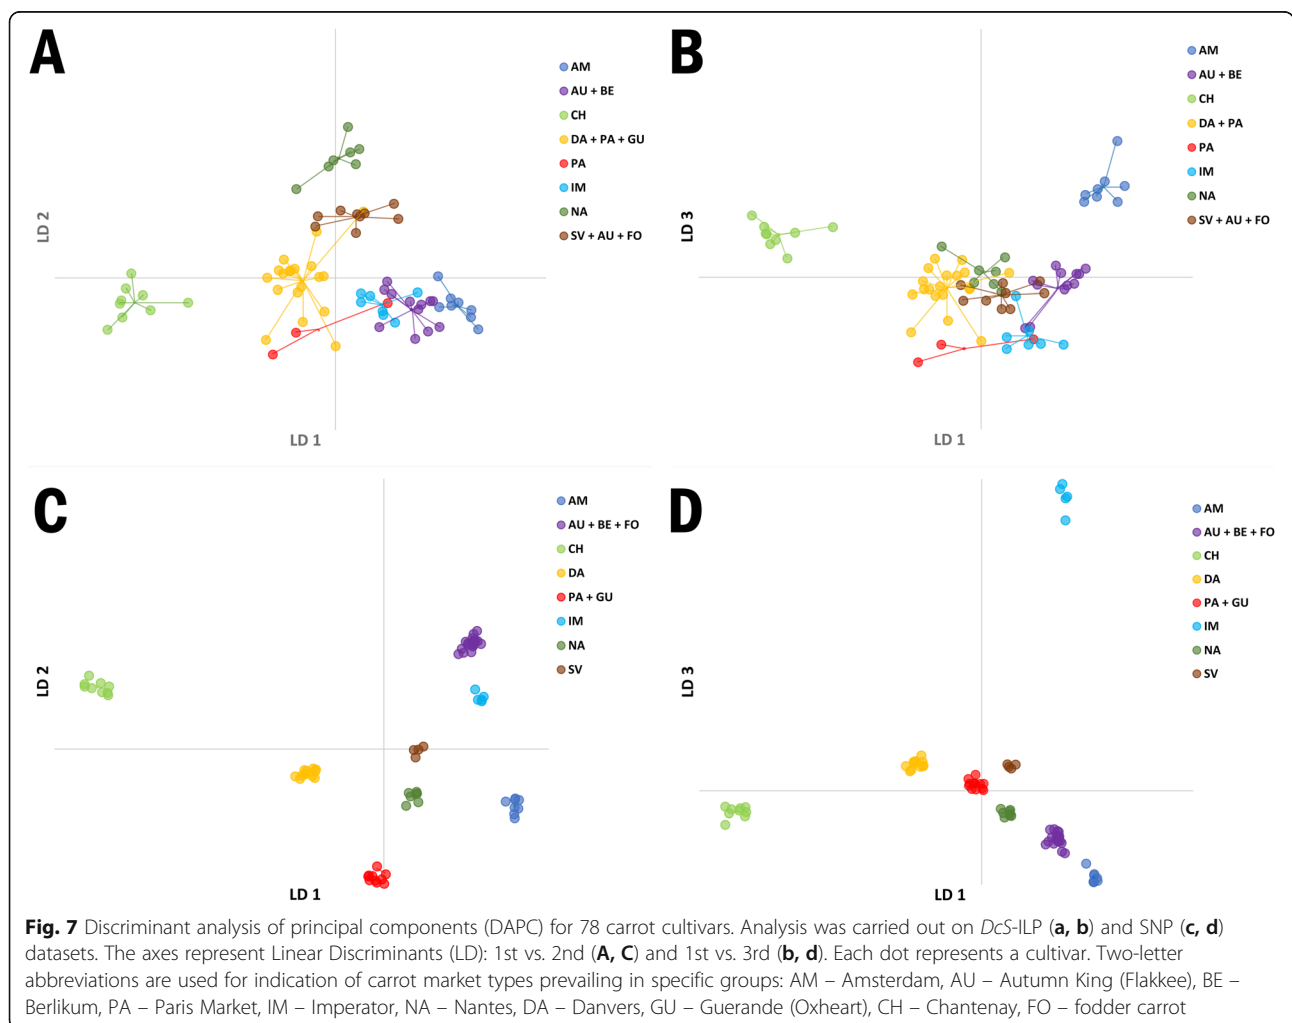 A
AM
AU + BE
CH
DA + PA + GU
PA
IM
NA
SV + AU + FO
LD 2
LD 1
B
AM
AU + BE
CH
DA + PA
PA
IM
NA
SV + AU + FO
LD 3
LD 1
C
AM
AU + BE + FO
CH
DA
PA + GU
IM
NA
SV
LD 2
LD 1
D
AM
AU + BE + FO
CH
DA
PA + GU
IM
NA
SV
LD 3
LD 1
Fig. 7 Discriminant analysis of principal components (DAPC) for 78 carrot cultivars. Analysis was carried out on DcS-ILP (a, b) and SNP (c, d)
datasets. The axes represent Linear Discriminants (LD): 1st vs. 2nd (A, C) and 1st vs. 3rd (b, d). Each dot represents a cultivar. Two-letter
abbreviations are used for indication of carrot market types prevailing in specific groups: AM – Amsterdam, AU – Autumn King (Flakkee), BE –
Berlikum, PA – Paris Market, IM – Imperator, NA – Nantes, DA – Danvers, GU – Guerande (Oxheart), CH – Chantenay, FO – fodder carrot